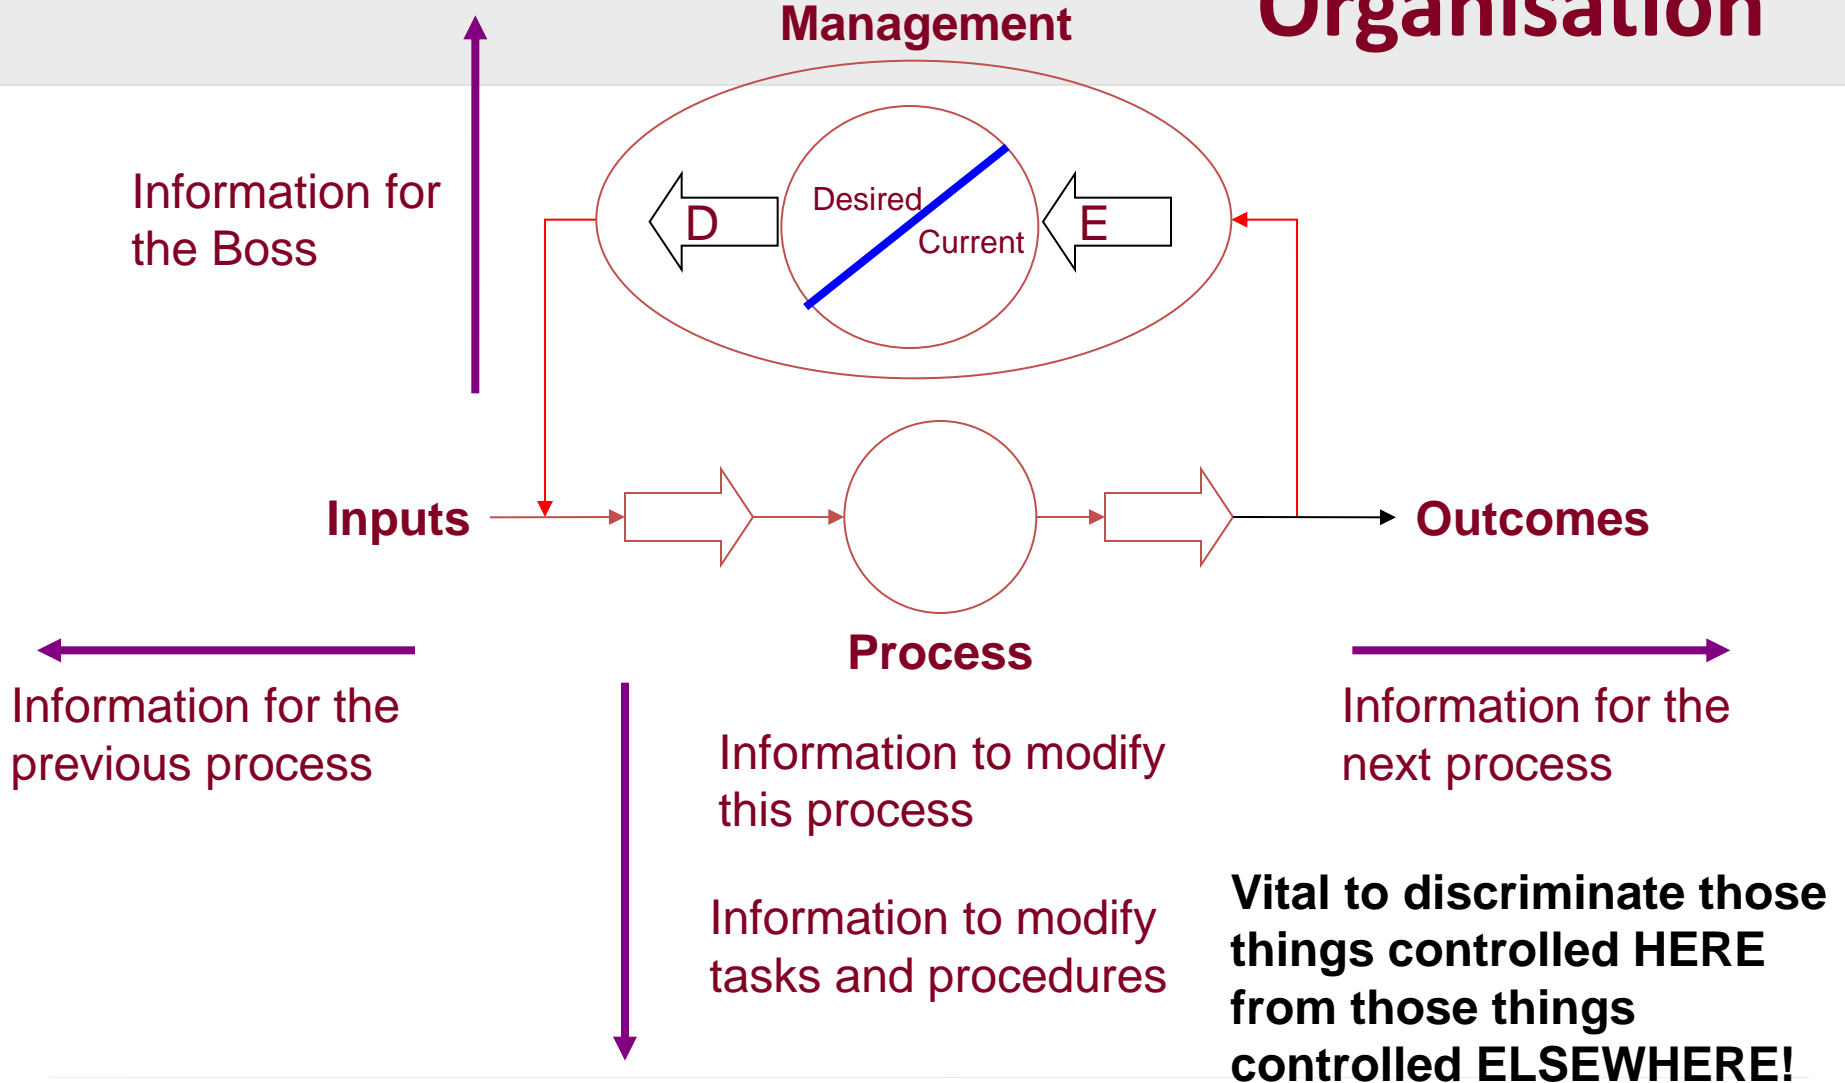 Organisation
Management
Information for
the Boss
D
Desired
Current
E
Inputs
Outcomes
Process
Information for the
previous process
Information to modify
this process
Information for the
next process
Information to modify
tasks and procedures
Vital to discriminate those
things controlled HERE
from those things
controlled ELSEWHERE!